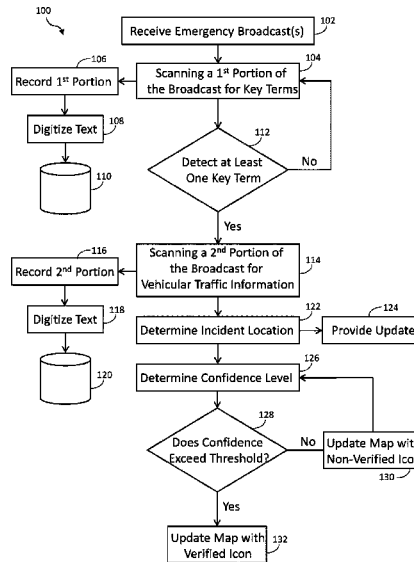 100
Receive Emergency Broadcast(s)
102
106
Record 1st Portion
Scanning a 1st Portion of
the Broadcast for Key Terms
104
Digitize Text
108
110
112
Detect at Least
One Key Term
No
Yes
116
Record 2nd Portion
Scanning a 2nd Portion of
the Broadcast for
Vehicular Traffic Information
114
Digitize Text
118
120
122
Determine Incident Location
124
Provide Update
126
Determine Confidence Level
128
Does Confidence
Exceed Threshold?
No
Update Map with
Non-Verified Icon
130
Yes
Update Map with
Verified Icon
132